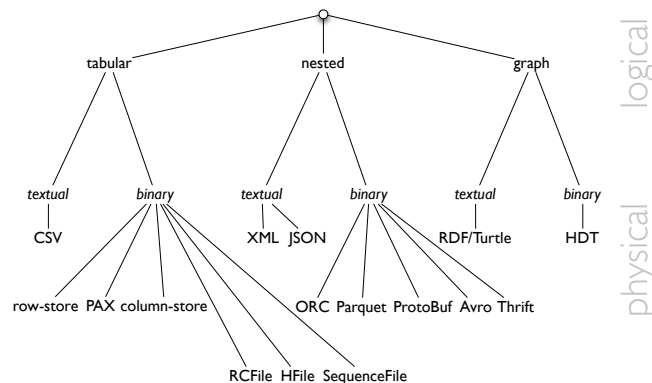 logical
tabular nested graph
physical
textual binary textual binary textual binary
CSV XML JSON RDF/Turtle HDT
row-store PAX column-store ORC Parquet ProtoBuf Avro Thrift
RCFile HFile SequenceFile